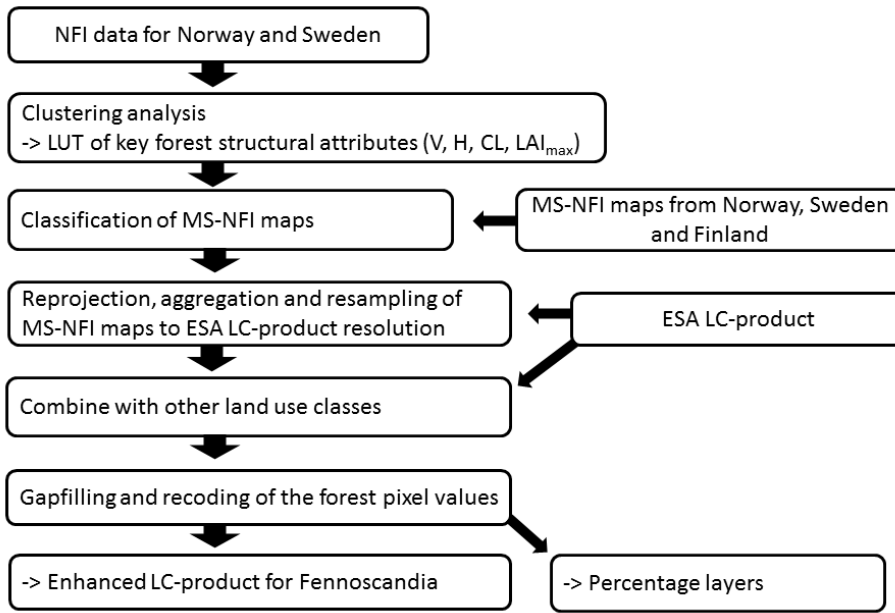 NFI data for Norway and Sweden
Clustering analysis
-> LUT of key forest structural attributes (V, H, CL, LAImax)
Classification of MS-NFI maps
MS-NFI maps from Norway, Sweden
and Finland
Reprojection, aggregation and resampling of
MS-NFI maps to ESA LC-product resolution
ESA LC-product
Combine with other land use classes
Gapfilling and recoding of the forest pixel values
-> Enhanced LC-product for Fennoscandia
-> Percentage layers